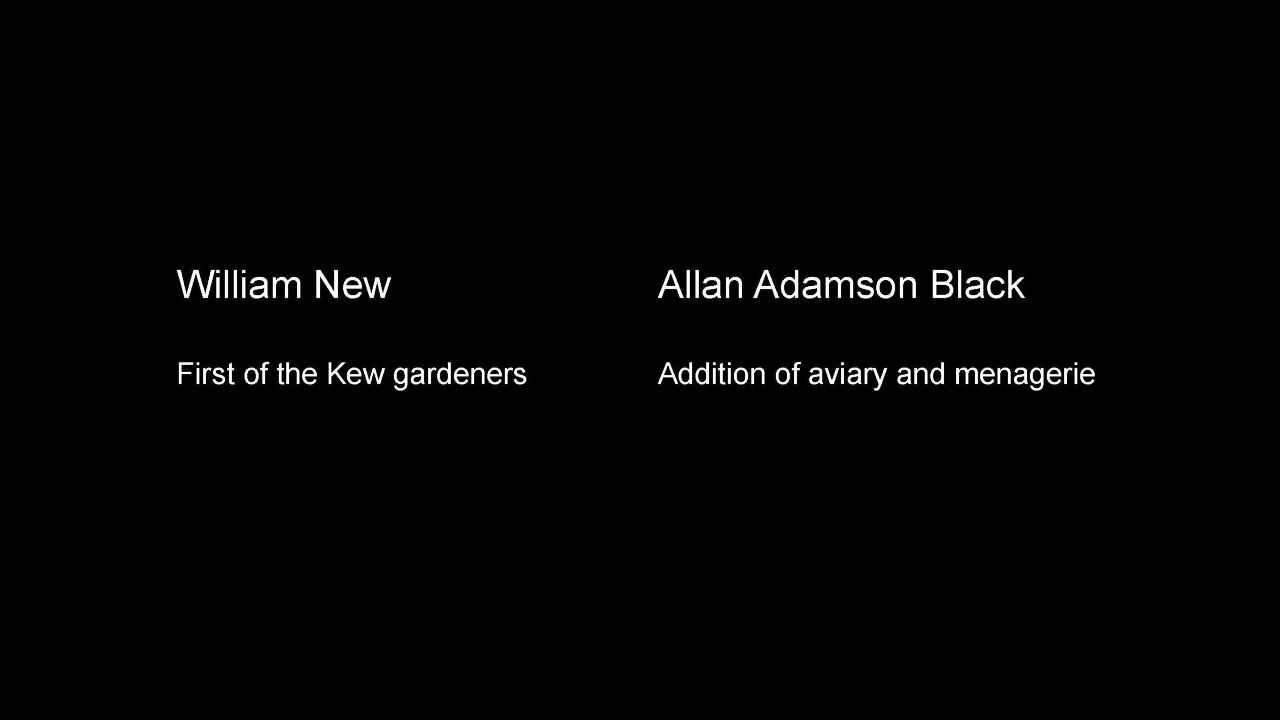 William New
First of the Kew gardeners
Allan Adamson Black
Addition of aviary and menagerie